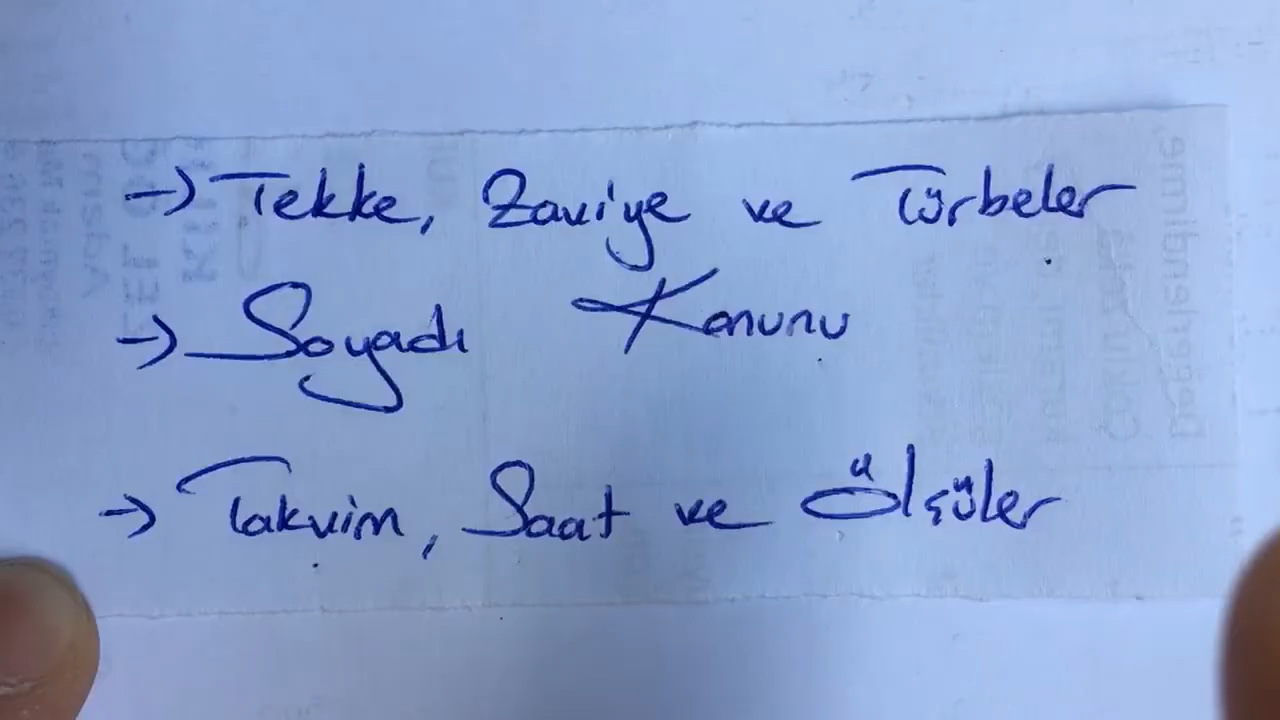 → Tekke, Zaviye ve Türbeler
→ Soyadı Kanunu
→ Takvim, Saat ve Ölçüler